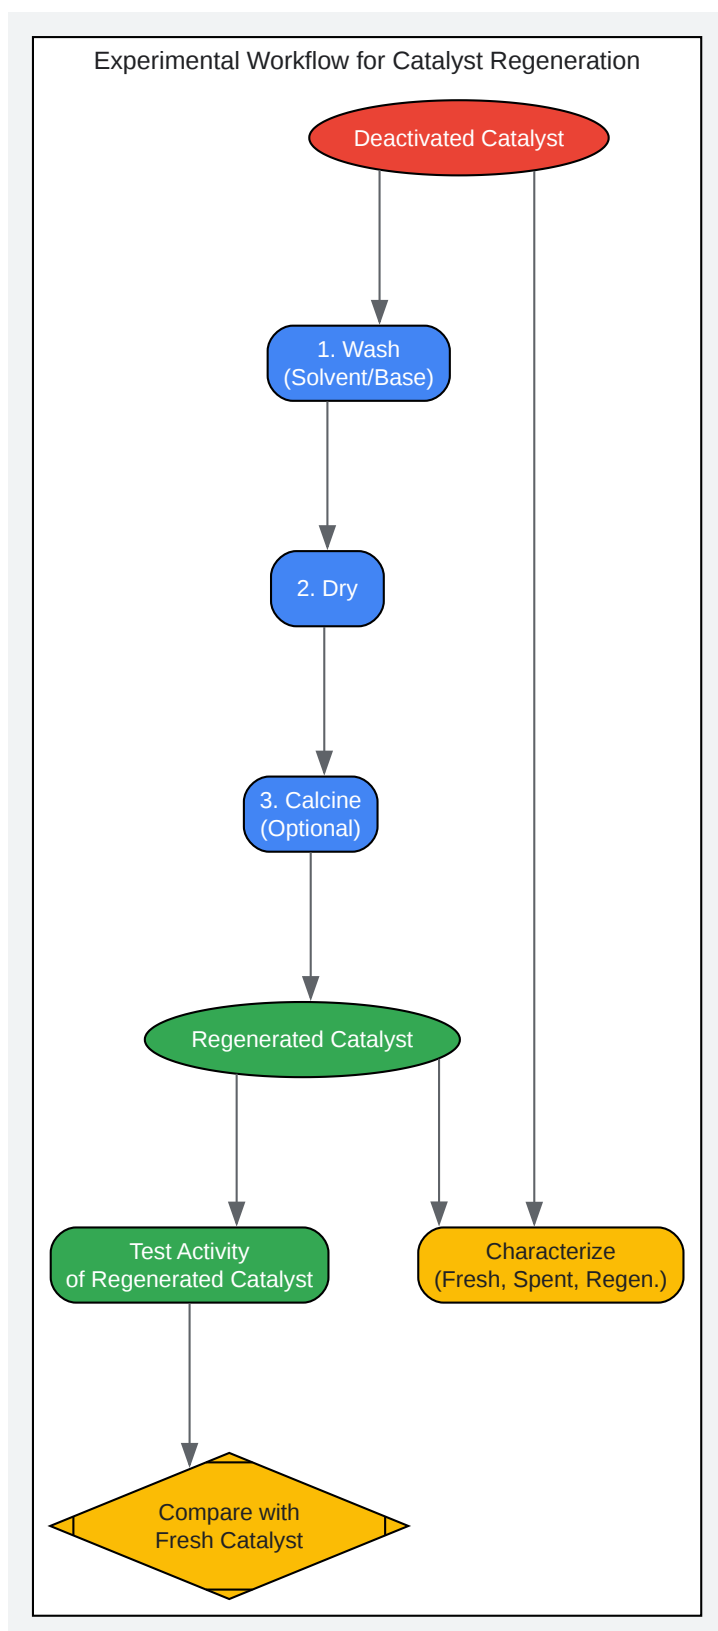 Experimental Workflow for Catalyst Regeneration
Deactivated Catalyst
1. Wash
(Solvent/Base)
2. Dry
3. Calcine
(Optional)
Regenerated Catalyst
Test Activity
of Regenerated Catalyst
Characterize
(Fresh, Spent, Regen.)
Compare with
Fresh Catalyst